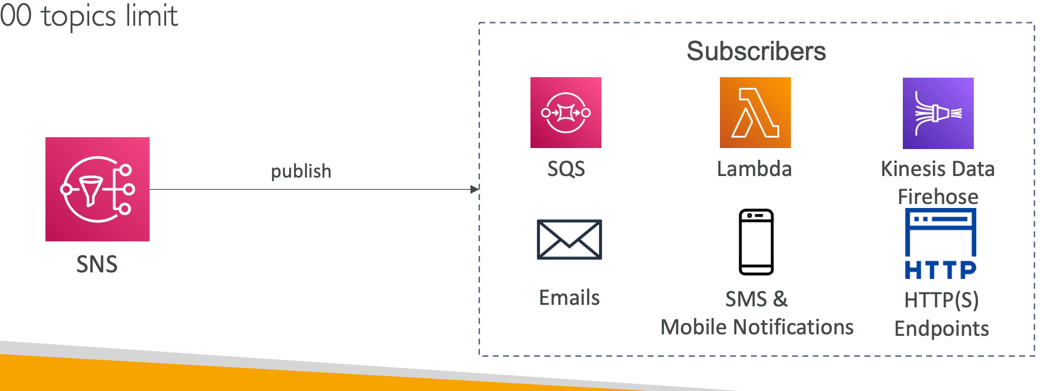 00 topics limit
Subscribers
publish
SNS
SQS
Lambda
Kinesis Data
Firehose
Emails
SMS &
Mobile Notifications
HTTP
HTTP(S)
Endpoints